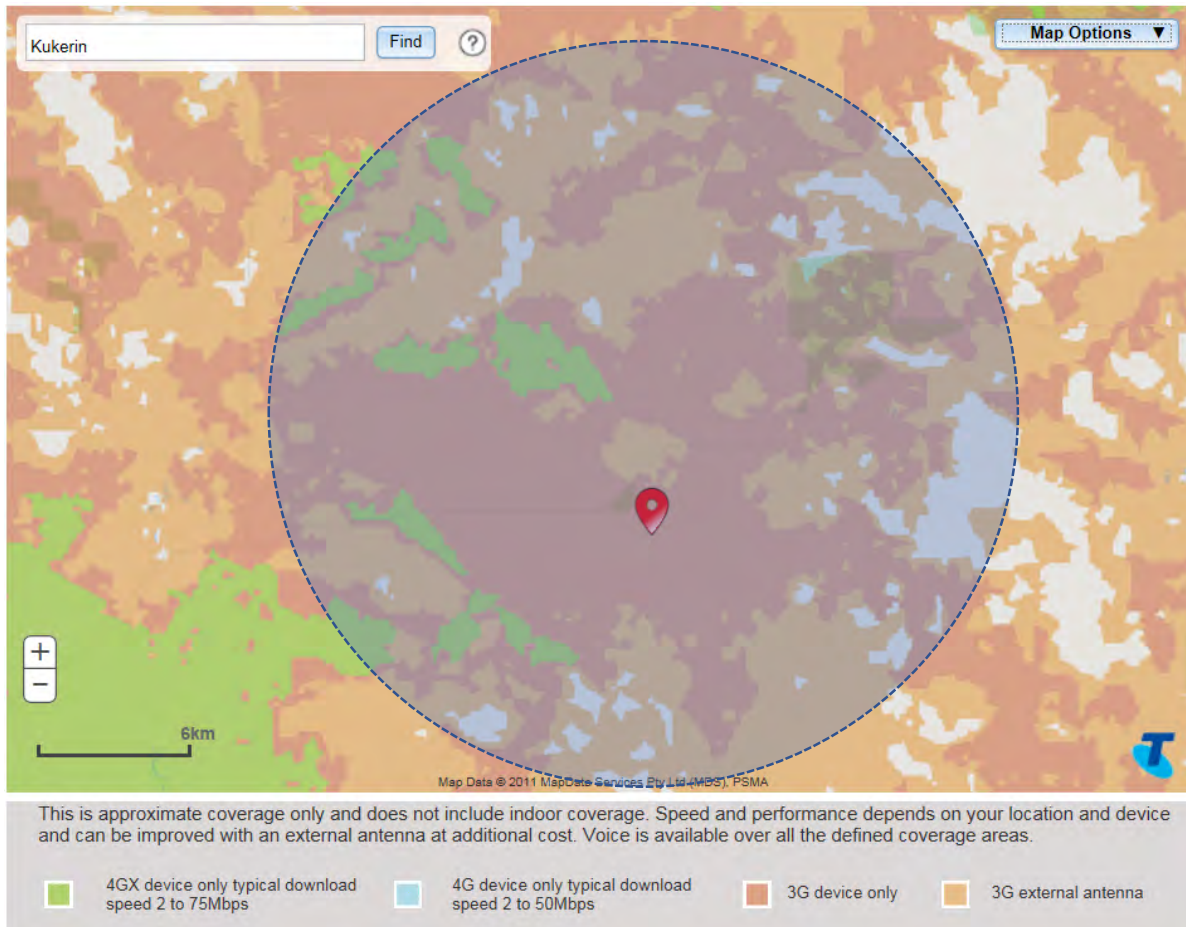 Kukerin
Find
?
Map Options ▼
+
−
6km
Map Data © 2011 MapData Services Pty Ltd (MDS), PSMA
This is approximate coverage only and does not include indoor coverage. Speed and performance depends on your location and device
and can be improved with an external antenna at additional cost. Voice is available over all the defined coverage areas.
4GX device only typical download
speed 2 to 75Mbps
4G device only typical download
speed 2 to 50Mbps
3G device only
3G external antenna